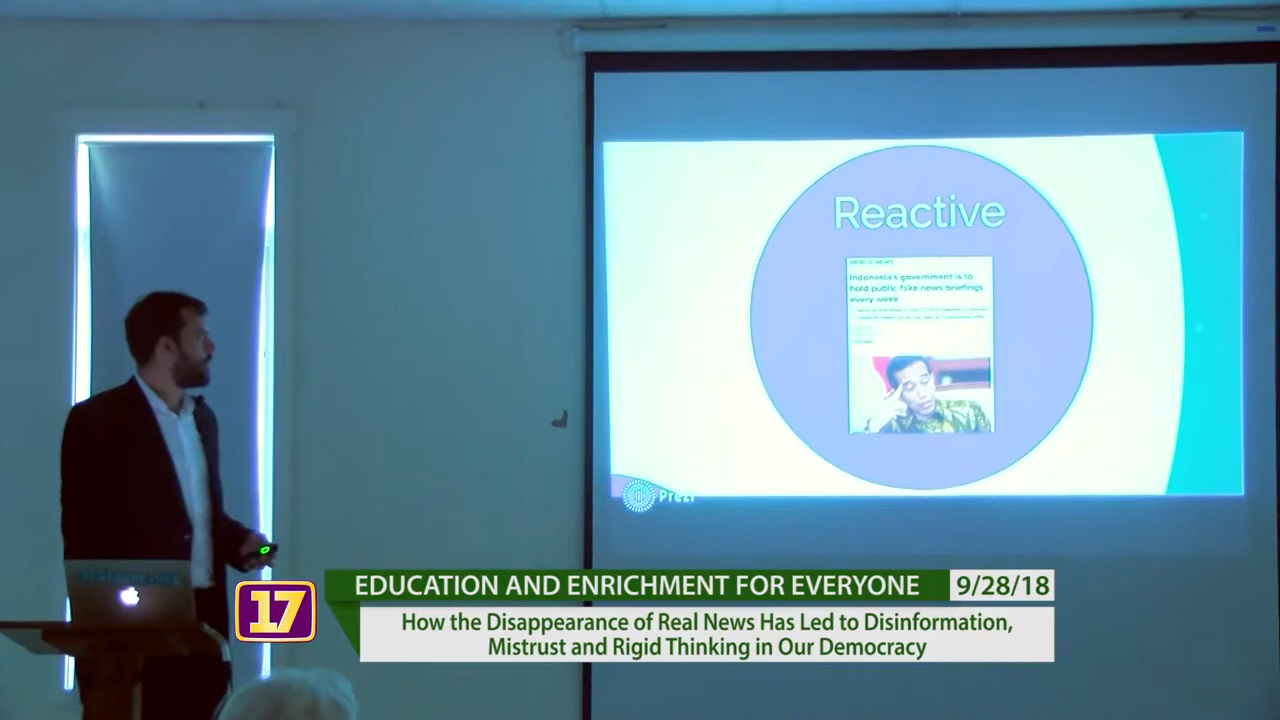 Reactive
WORLD NEWS
Indonesia's government is to
hold public fake news briefings
every week
Prezi
17
EDUCATION AND ENRICHMENT FOR EVERYONE
9/28/18
How the Disappearance of Real News Has Led to Disinformation,
Mistrust and Rigid Thinking in Our Democracy